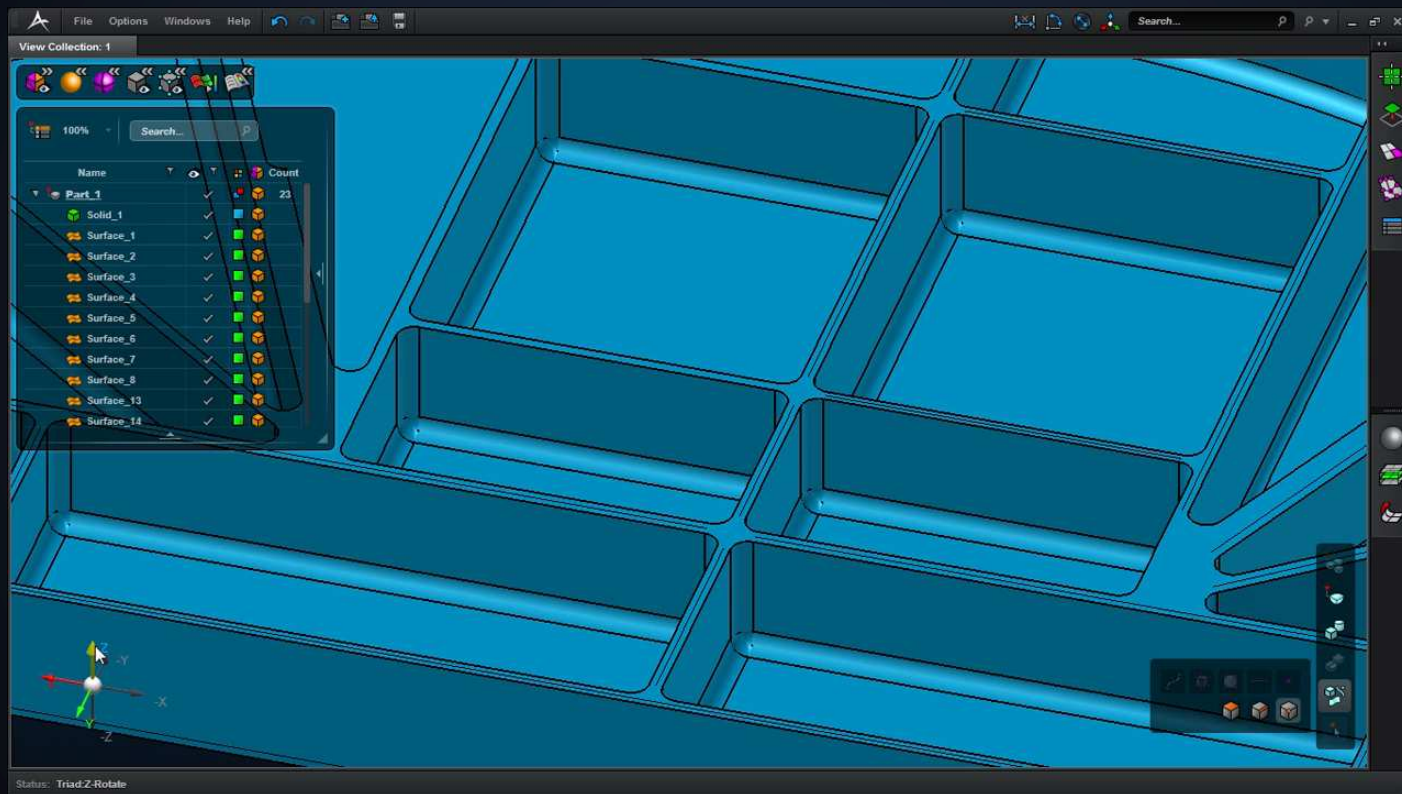 File Options Windows Help Search...
View Collection: 1
100% Search...
Name Count
Part_1 23
Solid_1
Surface_1
Surface_2
Surface_3
Surface_4
Surface_5
Surface_6
Surface_7
Surface_8
Surface_13
Surface_14
Z
-Y
-X
Y
-Z
Status: Triad:Z-Rotate